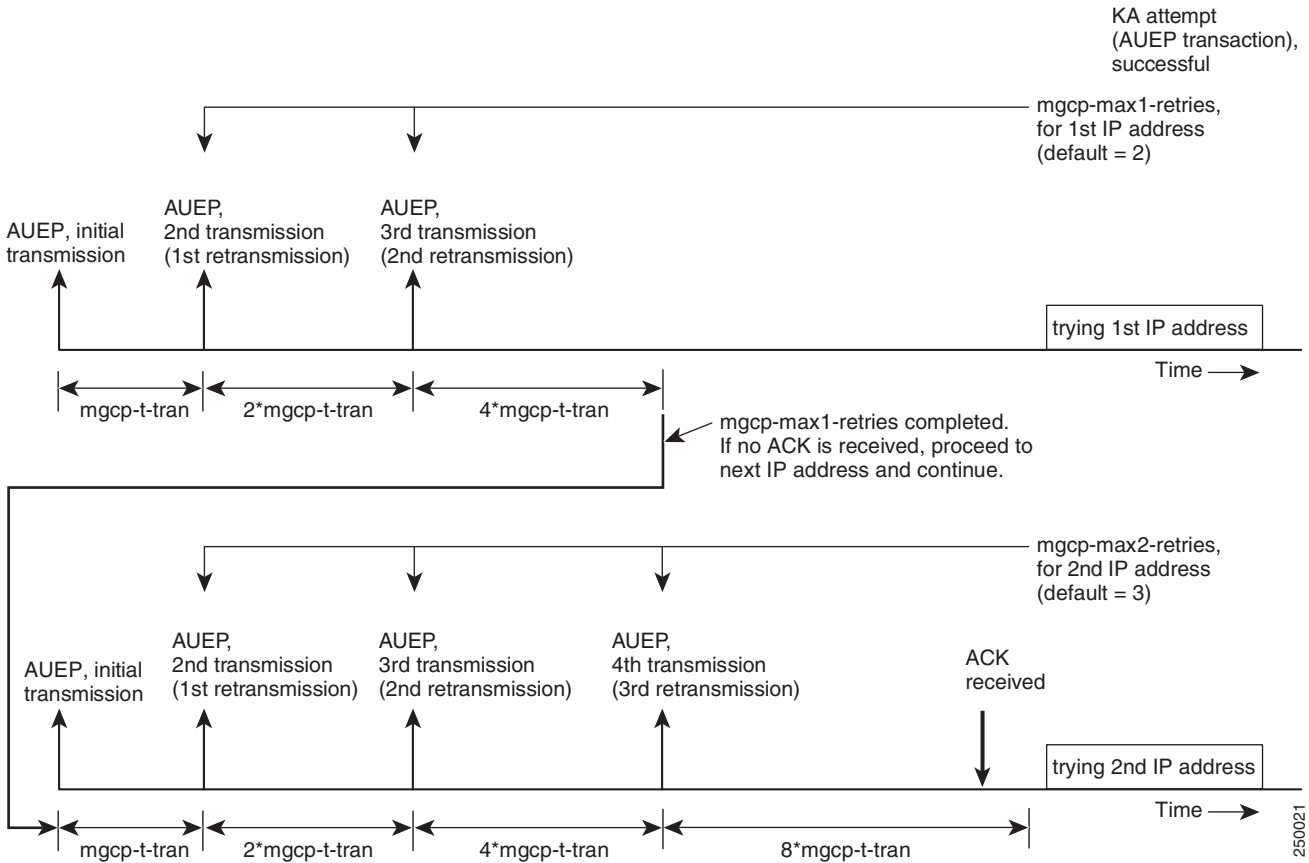 KA attempt
(AUEP transaction),
successful
mgcp-max1-retries,
for 1st IP address
(default = 2)
AUEP, initial
transmission
AUEP,
2nd transmission
(1st retransmission)
AUEP,
3rd transmission
(2nd retransmission)
trying 1st IP address
Time
mgcp-t-tran
2*mgcp-t-tran
4*mgcp-t-tran
mgcp-max1-retries completed.
If no ACK is received, proceed to
next IP address and continue.
mgcp-max2-retries,
for 2nd IP address
(default = 3)
AUEP, initial
transmission
AUEP,
2nd transmission
(1st retransmission)
AUEP,
3rd transmission
(2nd retransmission)
AUEP,
4th transmission
(3rd retransmission)
ACK
received
trying 2nd IP address
Time
mgcp-t-tran
2*mgcp-t-tran
4*mgcp-t-tran
8*mgcp-t-tran
250021